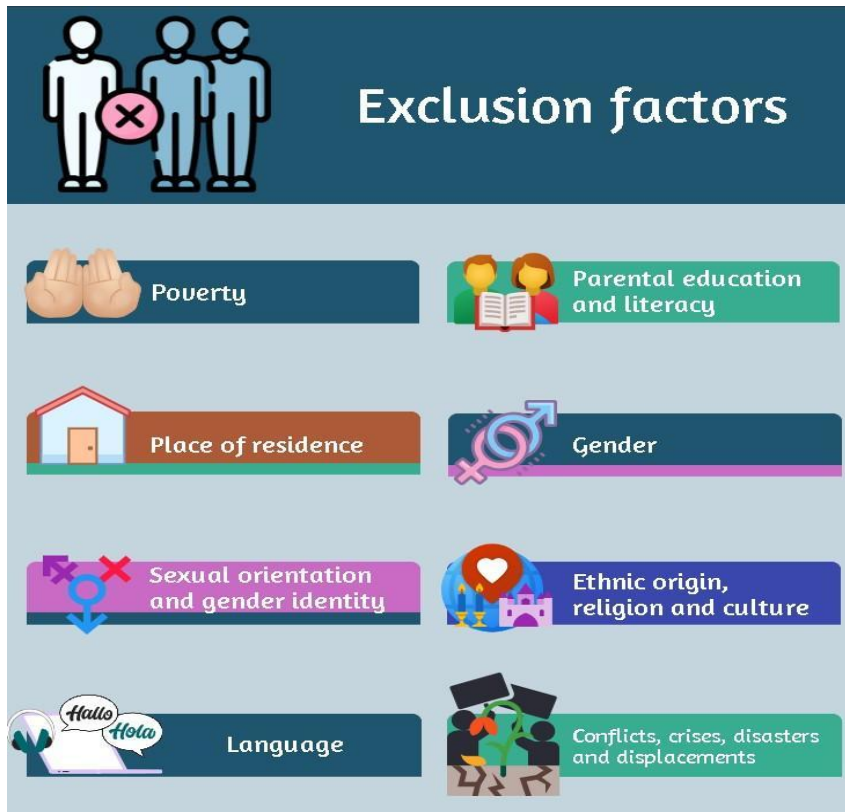 Exclusion factors
Poverty
Parental education
and literacy
Place of residence
Gender
Sexual orientation
and gender identity
Ethnic origin,
religion and culture
Hallo
Hola
Language
Conflicts, crises, disasters
and displacements